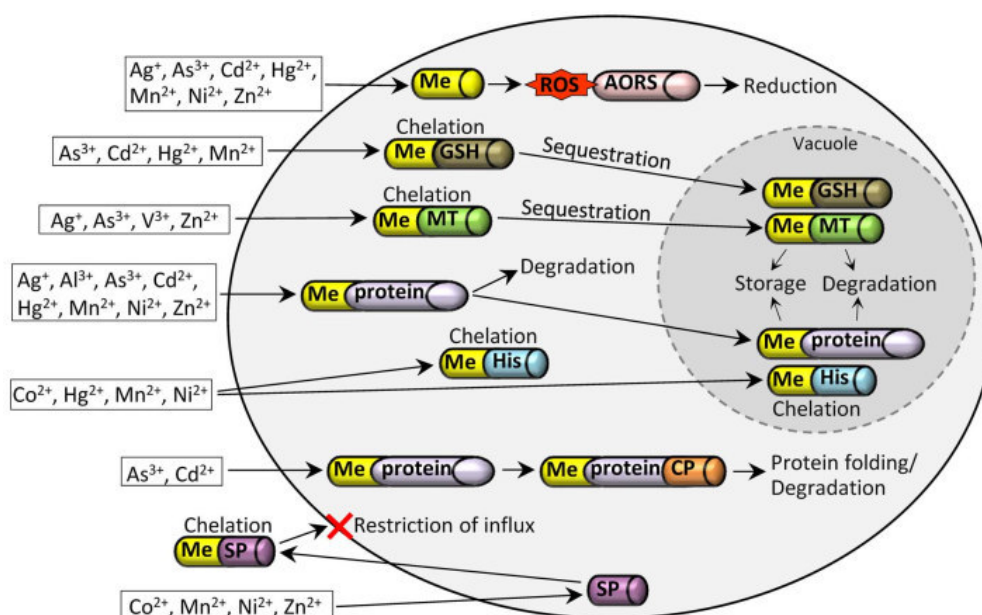 Ag⁺, As³⁺, Cd²⁺, Hg²⁺,
Mn²⁺, Ni²⁺, Zn²⁺
Me
ROS
AORS
Reduction
As³⁺, Cd²⁺, Hg²⁺, Mn²⁺
Chelation
Me GSH
Sequestration
Vacuole
Me GSH
Ag⁺, As³⁺, V³⁺, Zn²⁺
Chelation
Me MT
Sequestration
Me MT
Storage
Degradation
Ag⁺, Al³⁺, As³⁺, Cd²⁺,
Hg²⁺, Mn²⁺, Ni²⁺, Zn²⁺
Me protein
Degradation
Me protein
Co²⁺, Hg²⁺, Mn²⁺, Ni²⁺
Chelation
Me His
Me His
Chelation
As³⁺, Cd²⁺
Me protein
Me protein CP
Protein folding/
Degradation
Chelation
Me SP
Restriction of influx
SP
Co²⁺, Mn²⁺, Ni²⁺, Zn²⁺